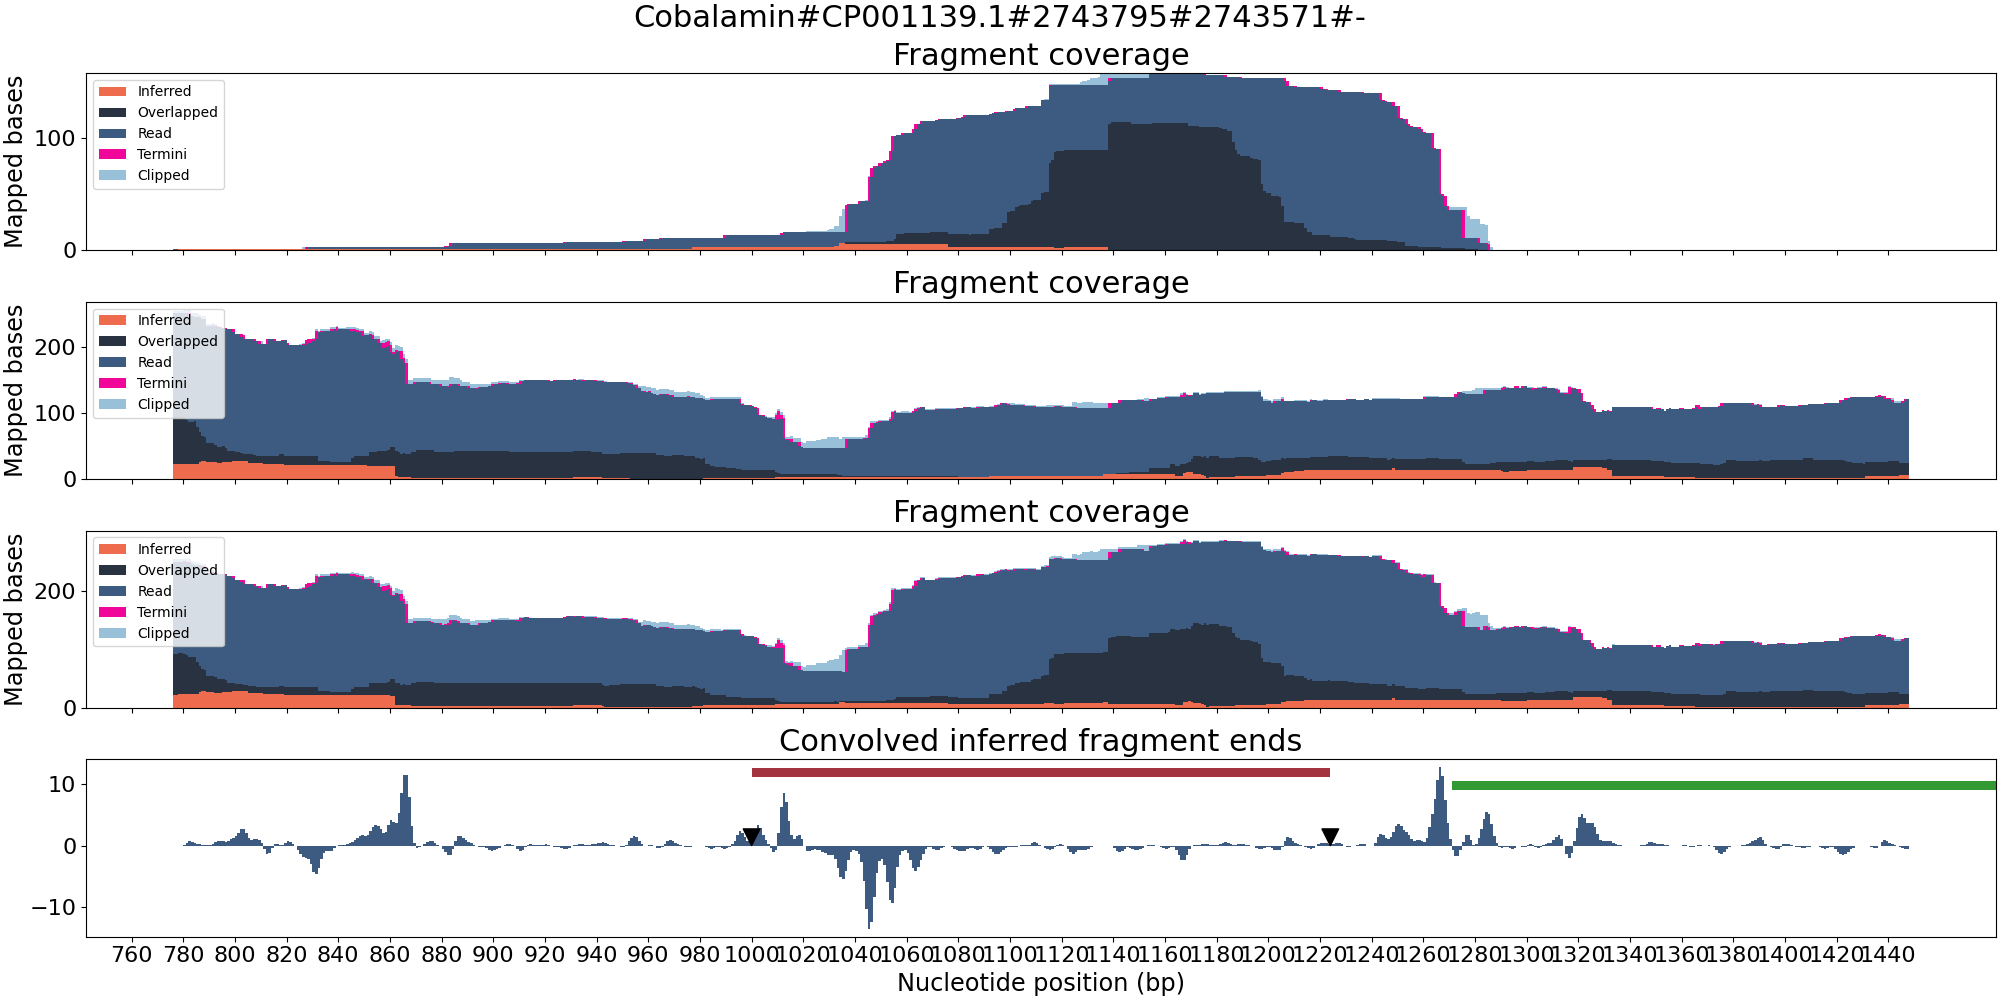 Cobalamin#CP001139.1#2743795#2743571#-
Fragment coverage
Mapped bases
100
0
Inferred
Overlapped
Read
Termini
Clipped
Fragment coverage
Mapped bases
200
100
0
Inferred
Overlapped
Read
Termini
Clipped
Fragment coverage
Mapped bases
200
0
Inferred
Overlapped
Read
Termini
Clipped
Convolved inferred fragment ends
10
0
−10
760 780 800 820 840 860 880 900 920 940 960 980 1000 1020 1040 1060 1080 1100 1120 1140 1160 1180 1200 1220 1240 1260 1280 1300 1320 1340 1360 1380 1400 1420 1440
Nucleotide position (bp)